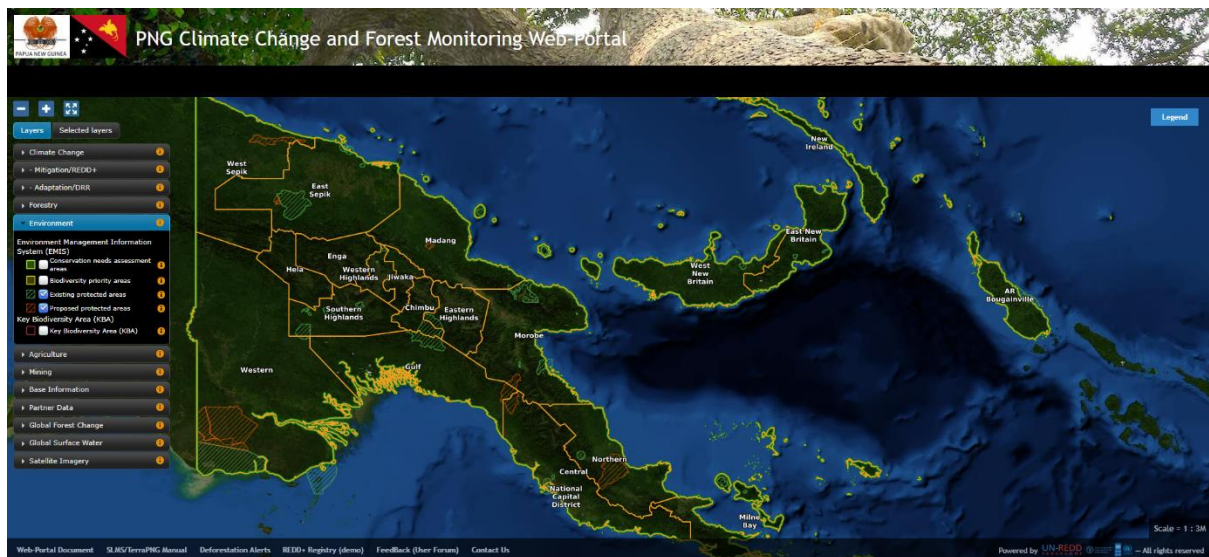 PAPUA NEW GUINEA
PNG Climate Change and Forest Monitoring Web-Portal
Legend
Layers
Selected layers
Climate Change
- Mitigation/REDD+
- Adaptation/DRR
Forestry
Environment
Environment Management Information
System (EMIS)
Conservation needs assessment
areas
Biodiversity priority areas
Existing protected areas
Proposed protected areas
Key Biodiversity Area (KBA)
Key Biodiversity Area (KBA)
Agriculture
Mining
Base Information
Partner Data
Global Forest Change
Global Surface Water
Satellite Imagery
New
Ireland
West
Sepik
East
Sepik
Madang
East New
Britain
Enga
Hela
Western
Highlands
Jiwaka
West
New
Britain
AR
Bougainville
Southern
Highlands
Chimbu
Eastern
Highlands
Morobe
Western
Gulf
Northern
Central
National
Capital
District
Milne
Bay
Scale = 1 : 3M
Web-Portal Document
SLMS/TerraPNG Manual
Deforestation Alerts
REDD+ Registry (demo)
FeedBack (User Forum)
Contact Us
Powered by UN-REDD
— All rights reserved